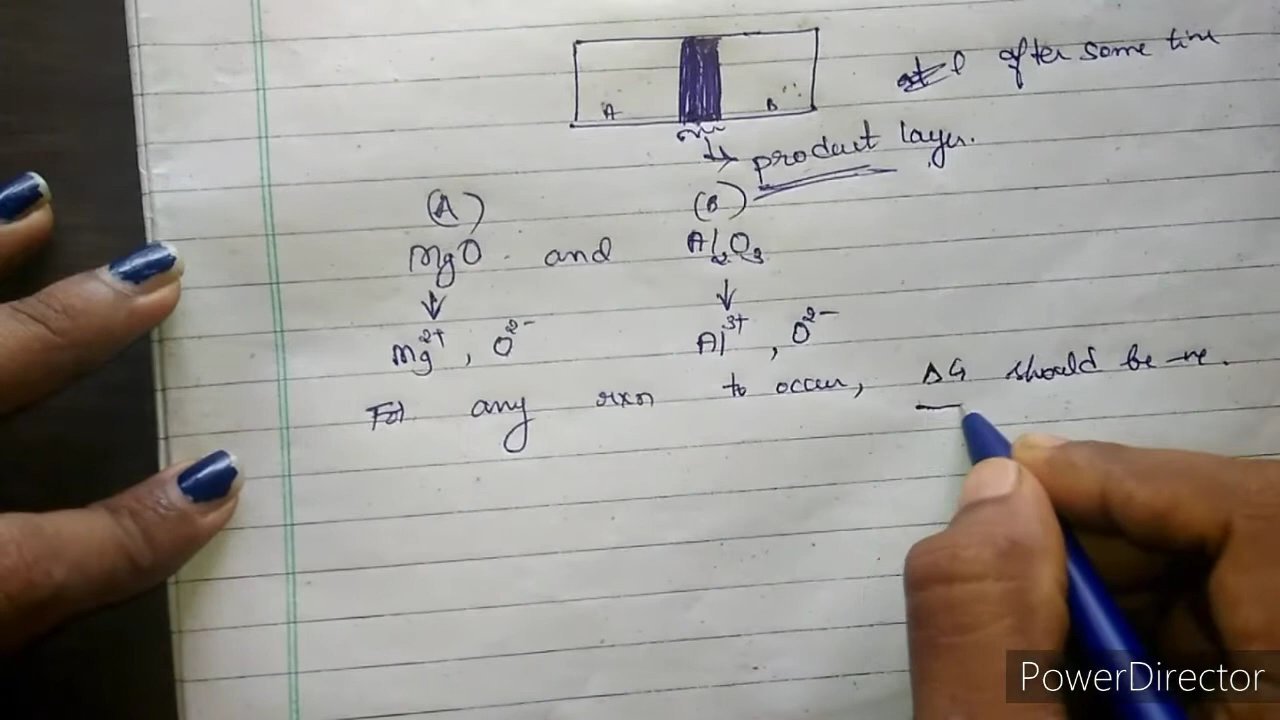 A B after some time
product layer.
(A) (B)
MgO and Al₂O₃
Mg²⁺, O²⁻ Al³⁺, O²⁻
For any rxn to occur, ΔG should be -ve.
PowerDirector